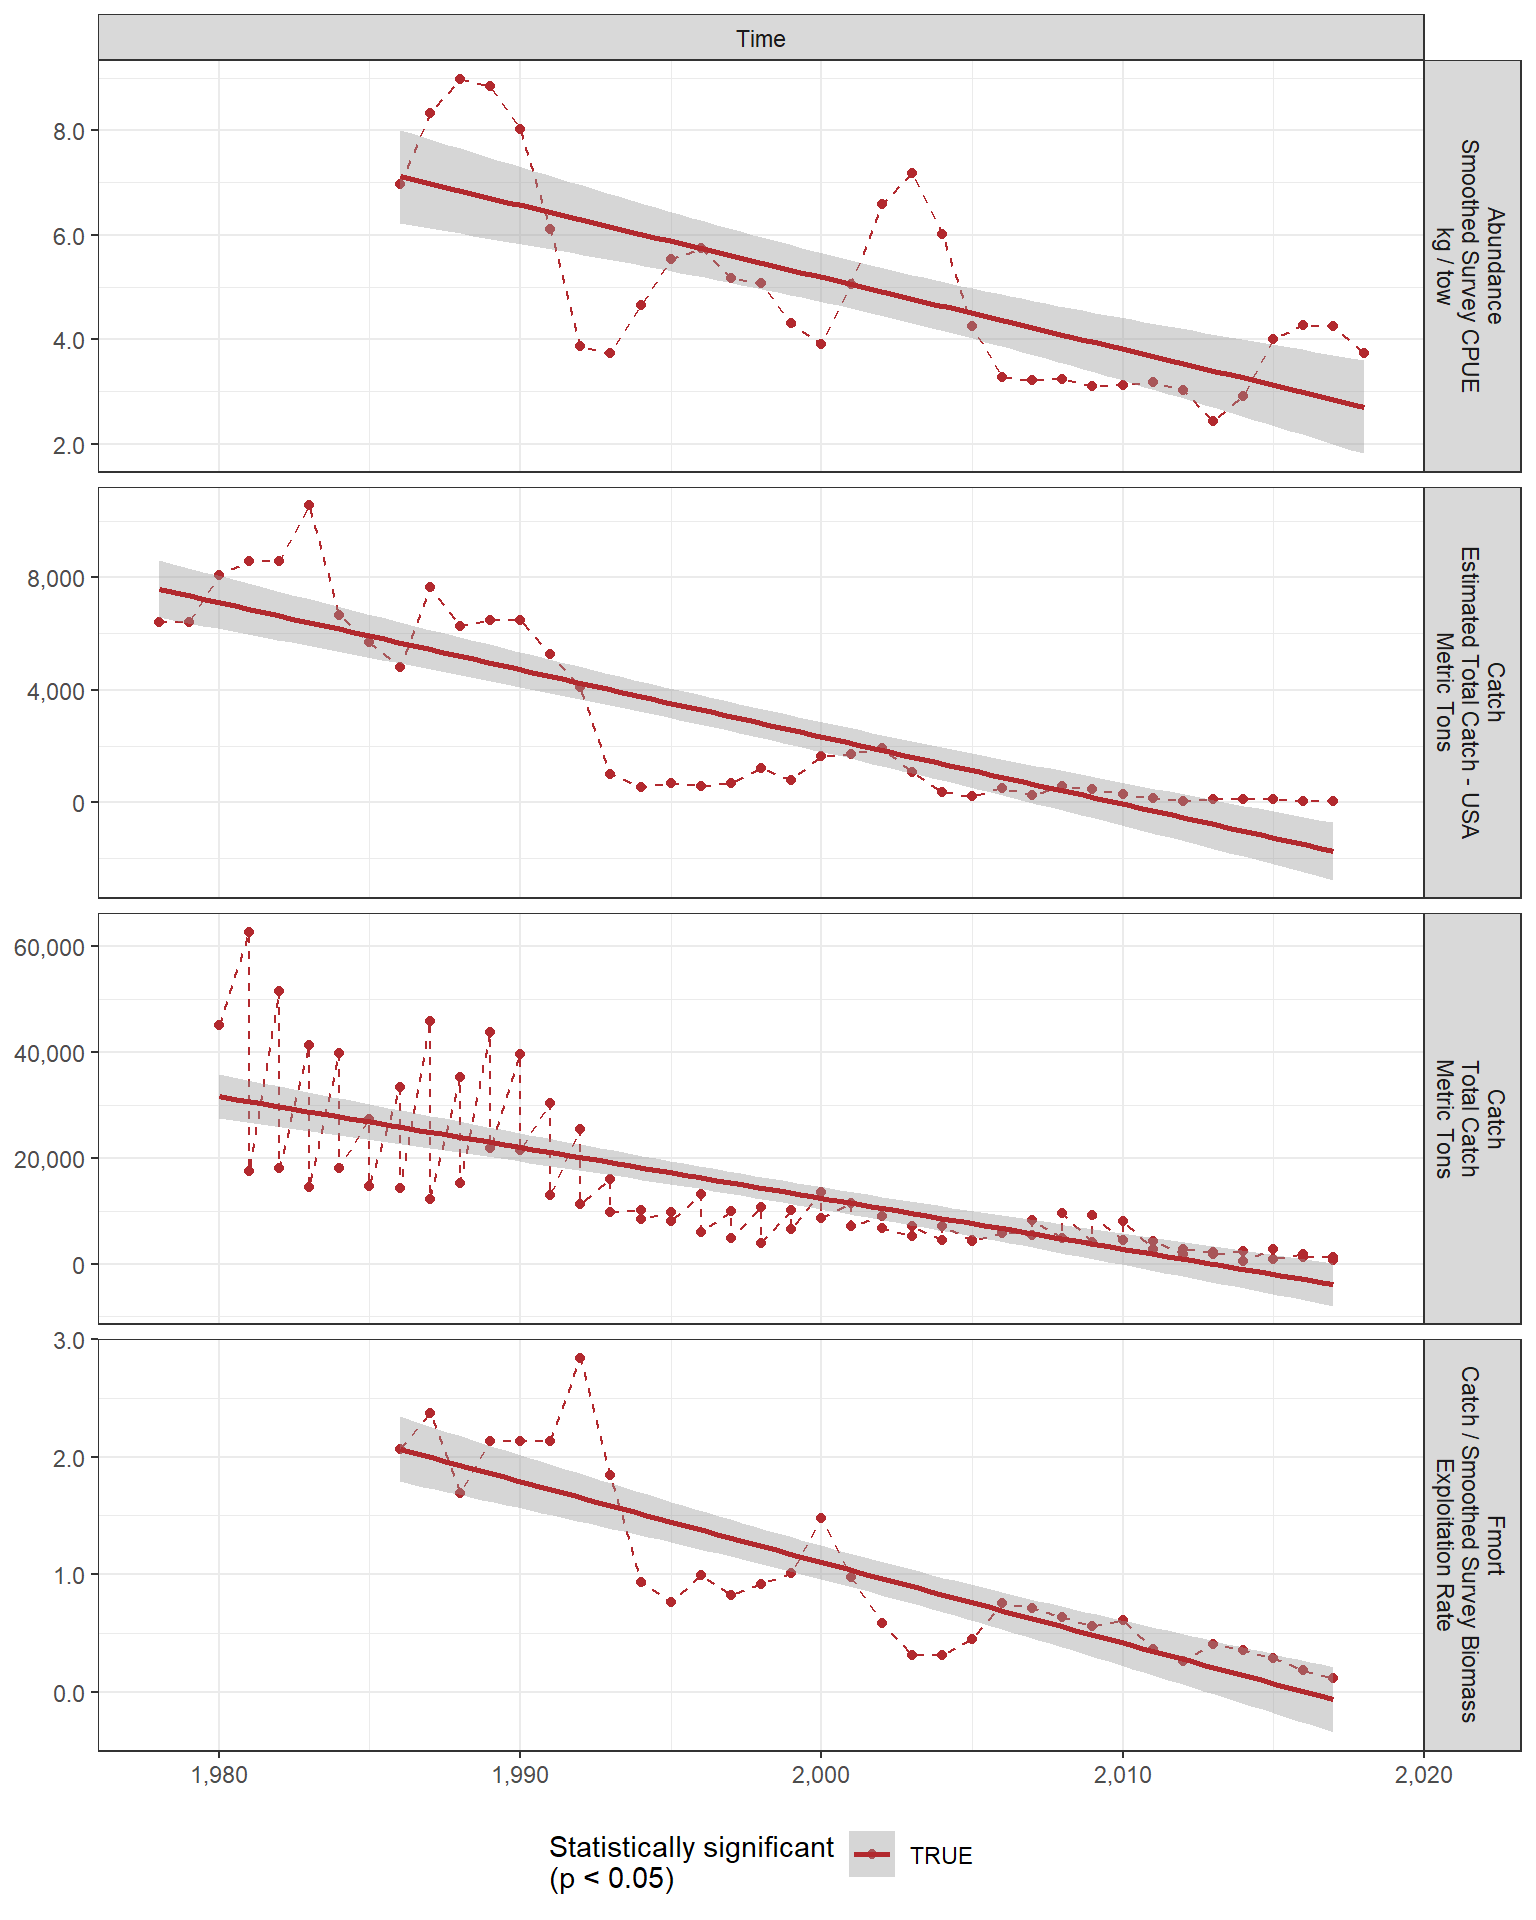 Time
8.0
6.0
4.0
2.0
Abundance
Smoothed Survey CPUE
kg / tow
8,000
4,000
0
Catch
Estimated Total Catch - USA
Metric Tons
60,000
40,000
20,000
0
Catch
Total Catch
Metric Tons
3.0
2.0
1.0
0.0
Fmort
Catch / Smoothed Survey Biomass
Exploitation Rate
1,980
1,990
2,000
2,010
2,020
Statistically significant
(p < 0.05)
TRUE